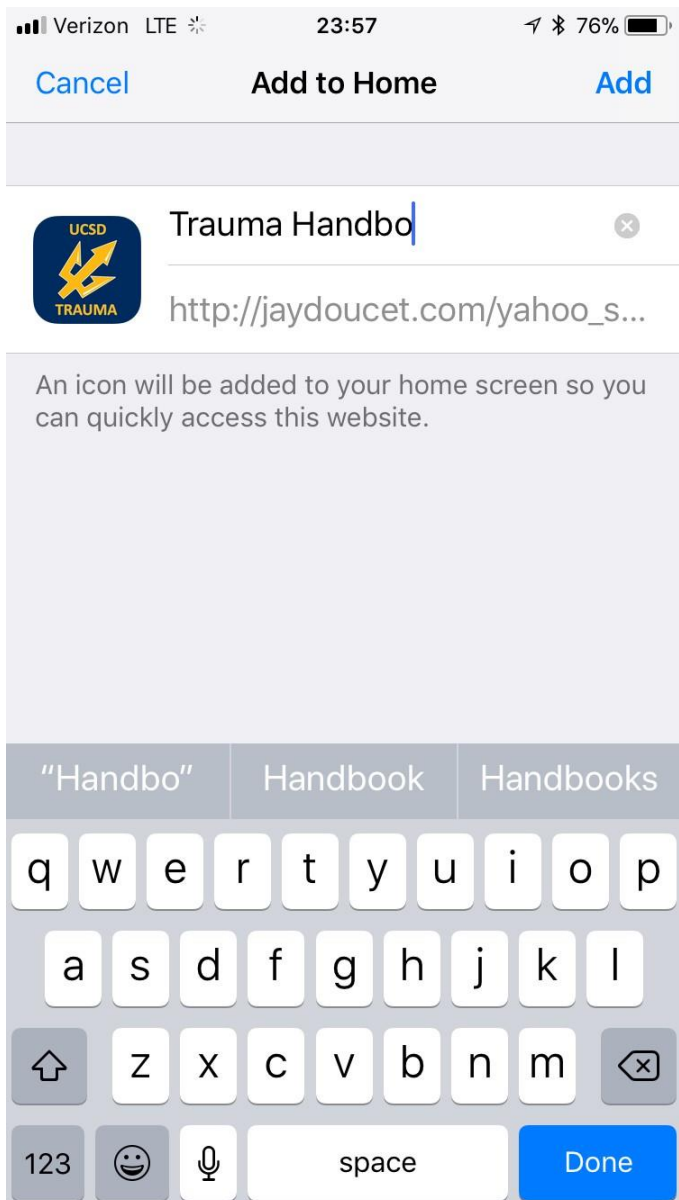 Verizon LTE 23:57 76%
Cancel Add to Home Add
UCSD
TRAUMA
Trauma Handbo
http://jaydoucet.com/yahoo_s...
An icon will be added to your home screen so you
can quickly access this website.
"Handbo" Handbook Handbooks
q w e r t y u i o p
a s d f g h j k l
z x c v b n m
123 space Done